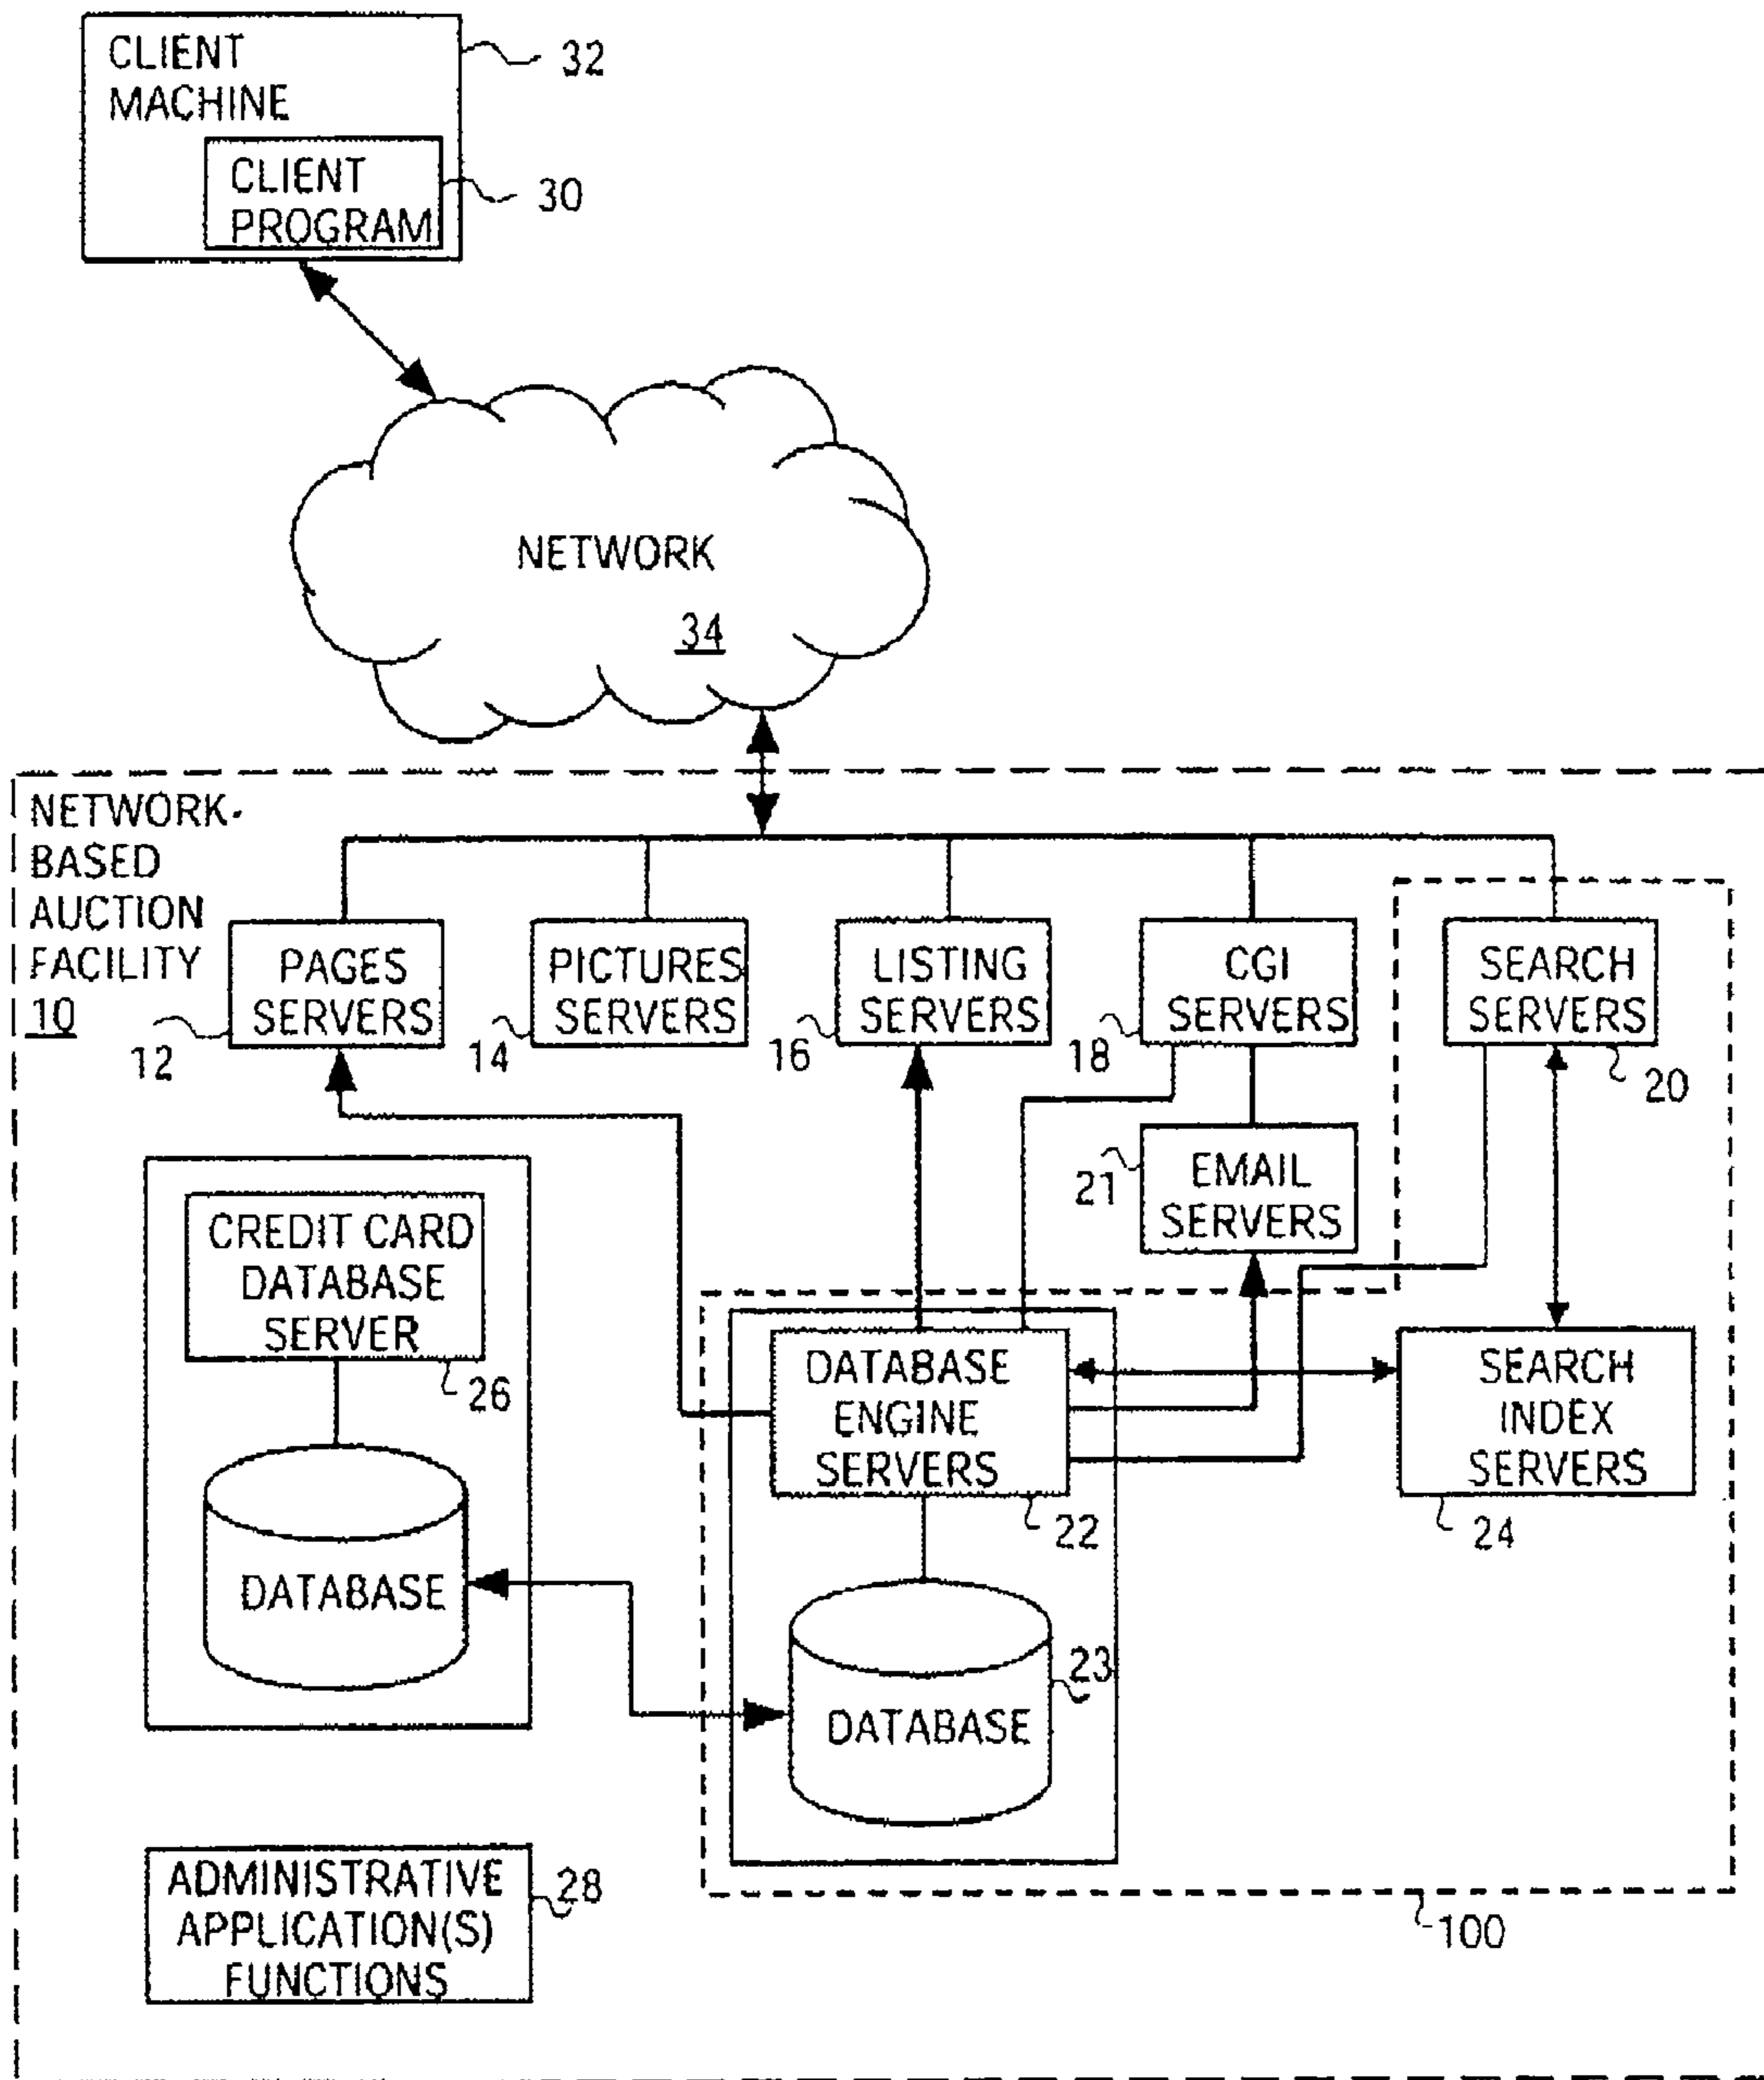 CLIENT
MACHINE
32
CLIENT
PROGRAM
30
NETWORK
34
NETWORK-
BASED
AUCTION
FACILITY
10
PAGES
SERVERS
12
PICTURES
SERVERS
14
LISTING
SERVERS
16
CGI
SERVERS
18
SEARCH
SERVERS
20
EMAIL
SERVERS
21
CREDIT CARD
DATABASE
SERVER
26
DATABASE
ENGINE
SERVERS
22
SEARCH
INDEX
SERVERS
24
DATABASE
DATABASE
23
ADMINISTRATIVE
APPLICATION(S)
FUNCTIONS
28
100